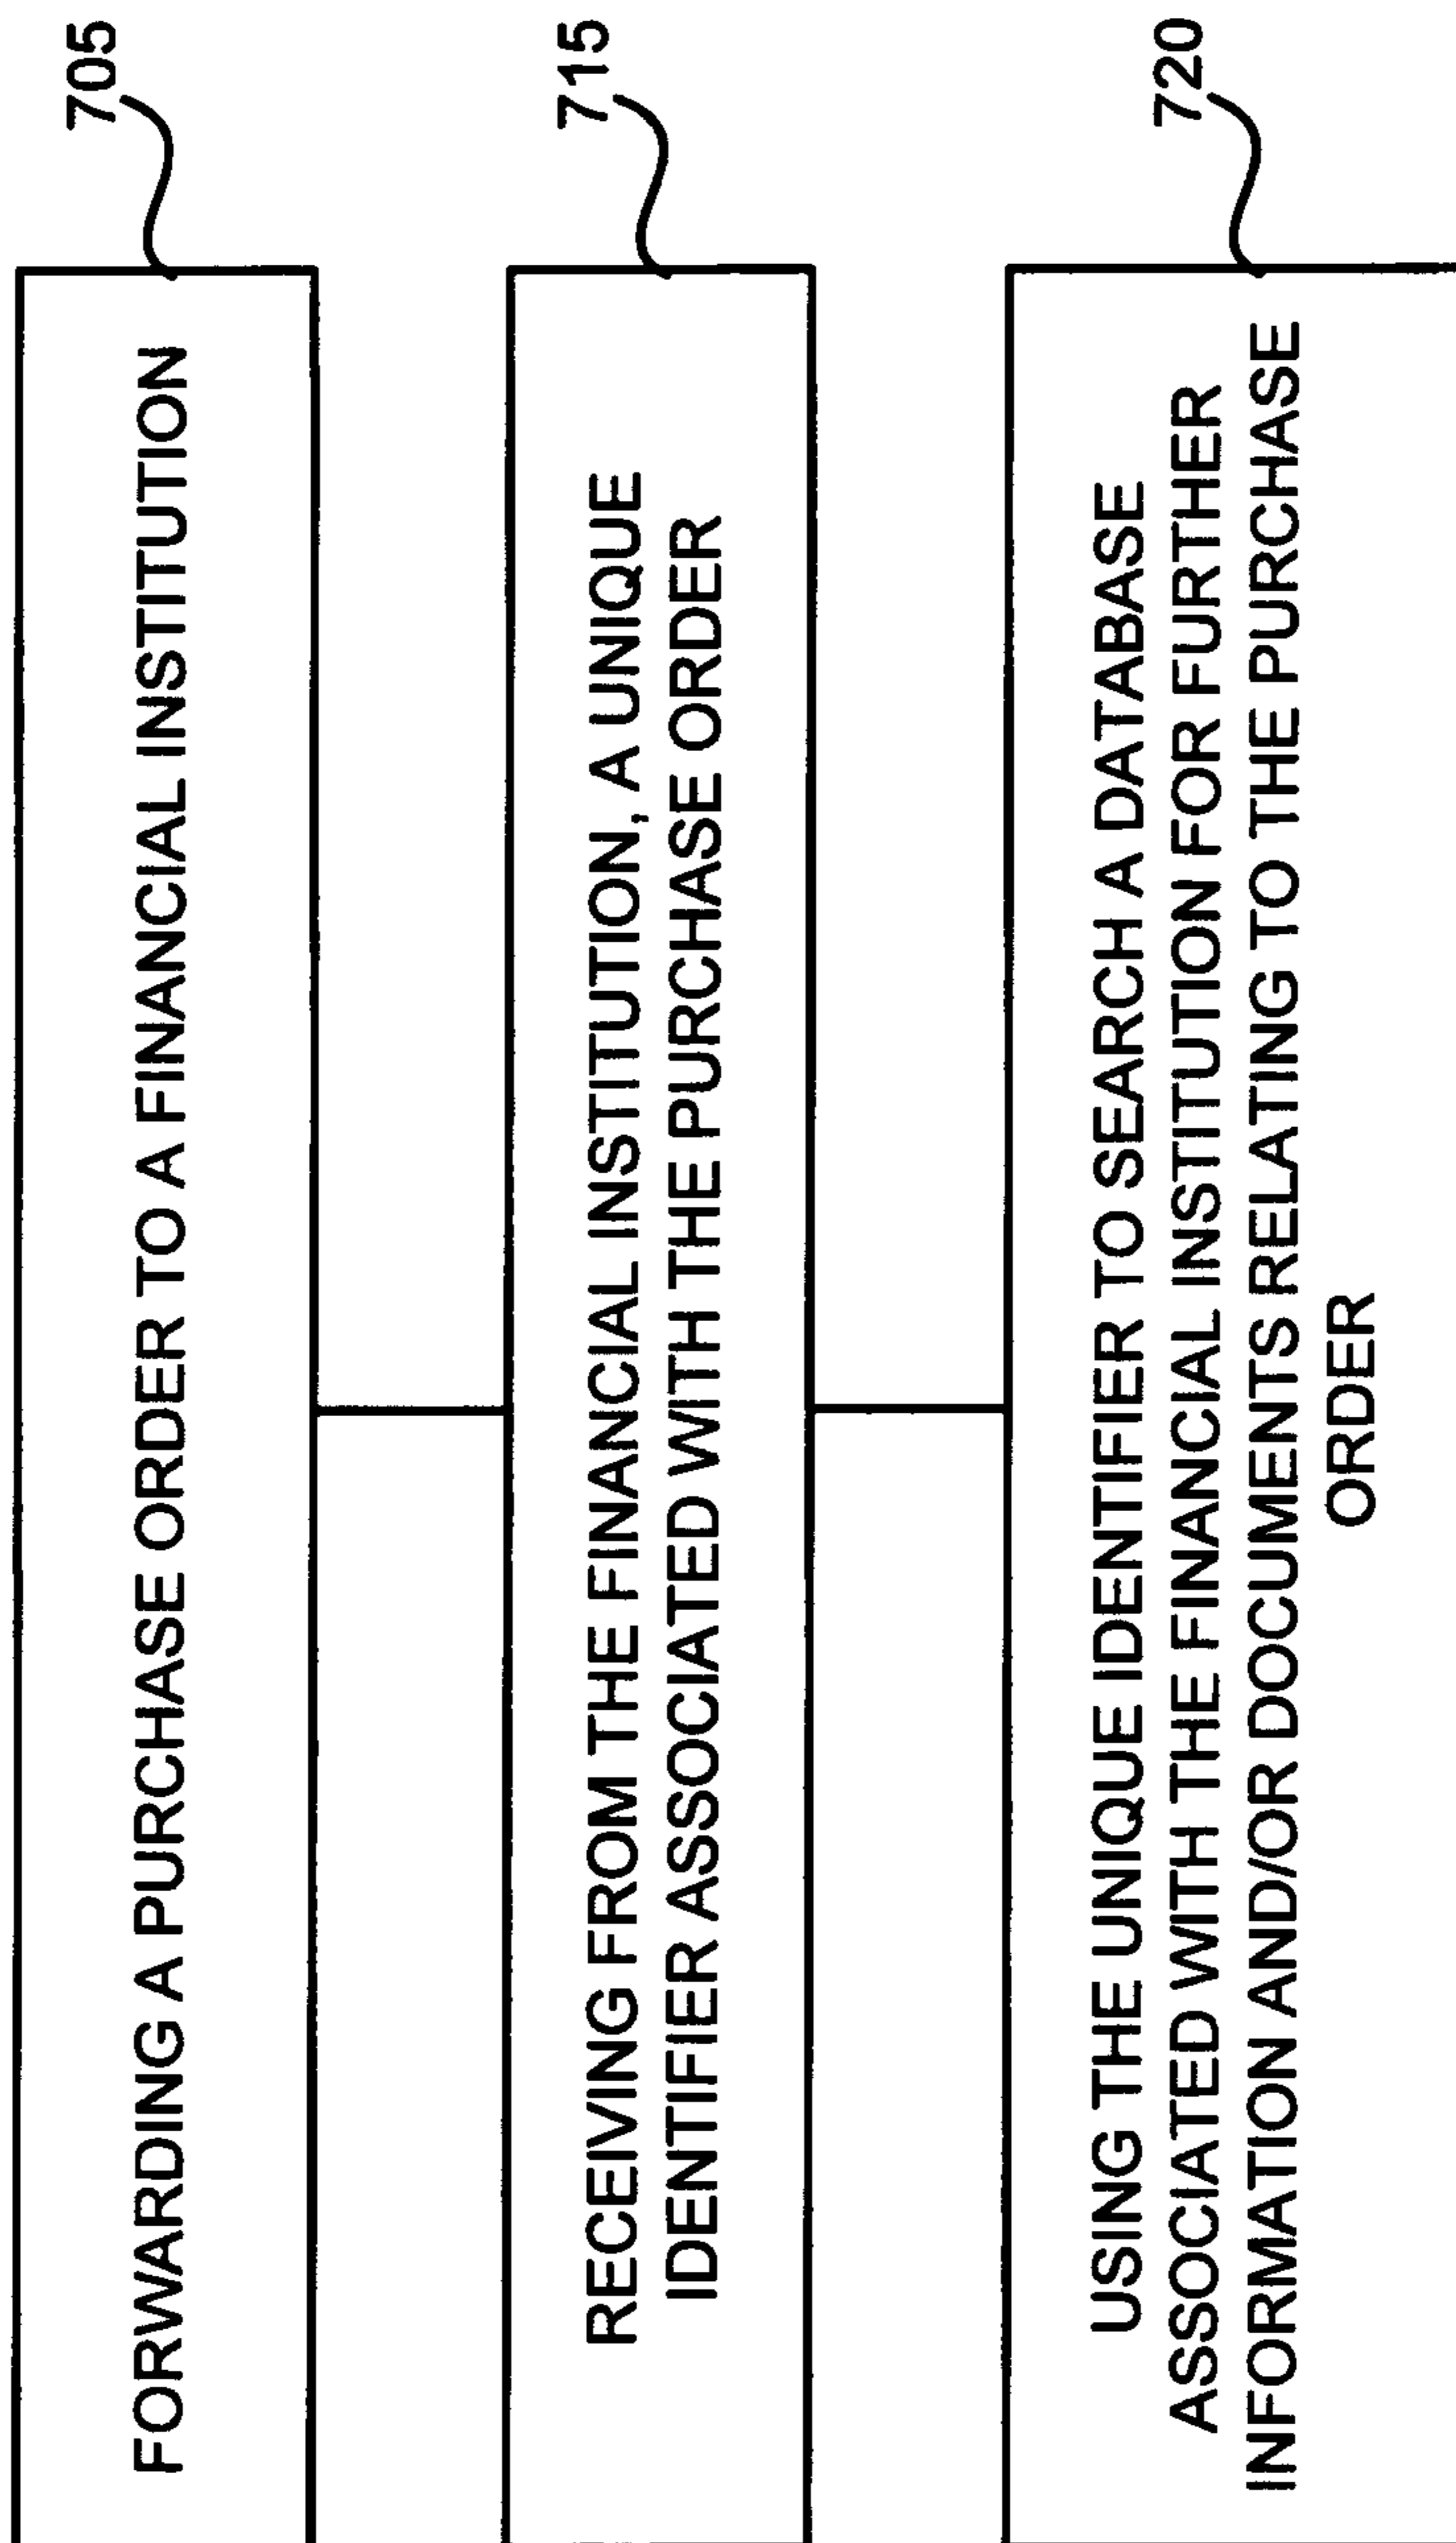 705
FORWARDING A PURCHASE ORDER TO A FINANCIAL INSTITUTION
715
RECEIVING FROM THE FINANCIAL INSTITUTION, A UNIQUE
IDENTIFIER ASSOCIATED WITH THE PURCHASE ORDER
720
USING THE UNIQUE IDENTIFIER TO SEARCH A DATABASE
ASSOCIATED WITH THE FINANCIAL INSTITUTION FOR FURTHER
INFORMATION AND/OR DOCUMENTS RELATING TO THE PURCHASE
ORDER